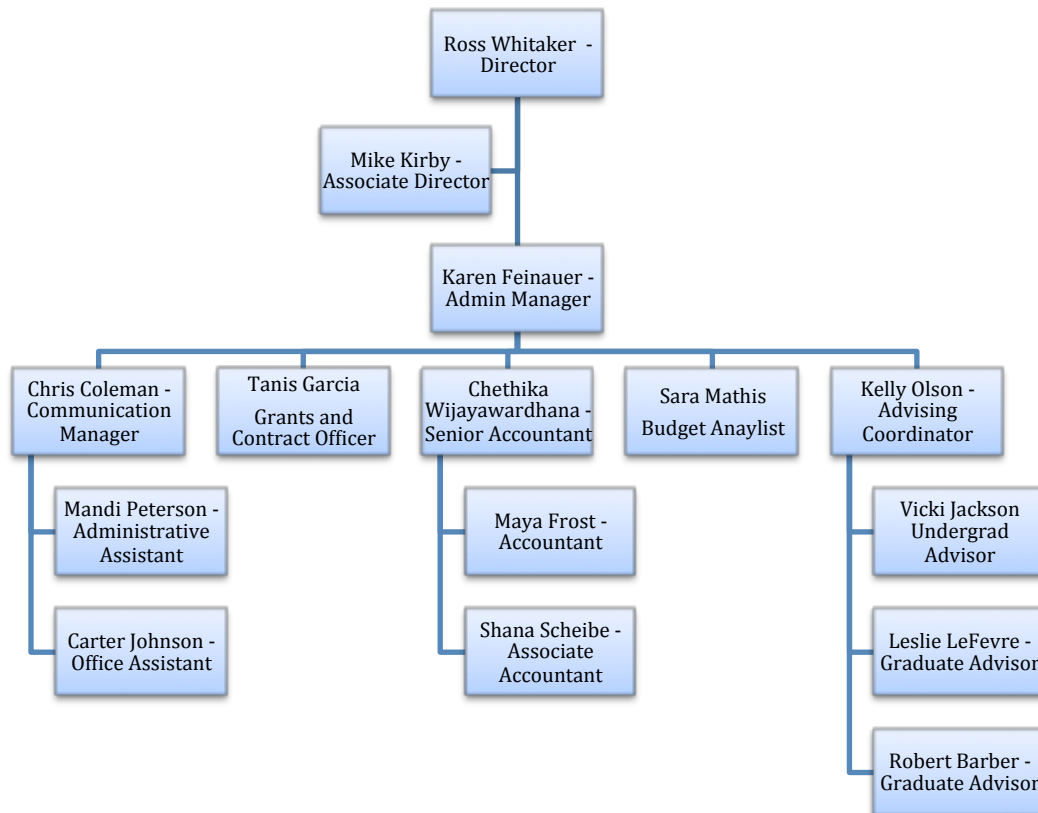 Ross Whitaker -
Director
Mike Kirby -
Associate Director
Karen Feinauer -
Admin Manager
Chris Coleman -
Communication
Manager
Tanis Garcia
Grants and
Contract Officer
Chethika
Wijayawardhana -
Senior Accountant
Sara Mathis
Budget Anaylist
Kelly Olson -
Advising
Coordinator
Mandi Peterson -
Administrative
Assistant
Maya Frost -
Accountant
Vicki Jackson
Undergrad
Advisor
Carter Johnson -
Office Assistant
Shana Scheibe -
Associate
Accountant
Leslie LeFevre -
Graduate Advisor
Robert Barber -
Graduate Advisor